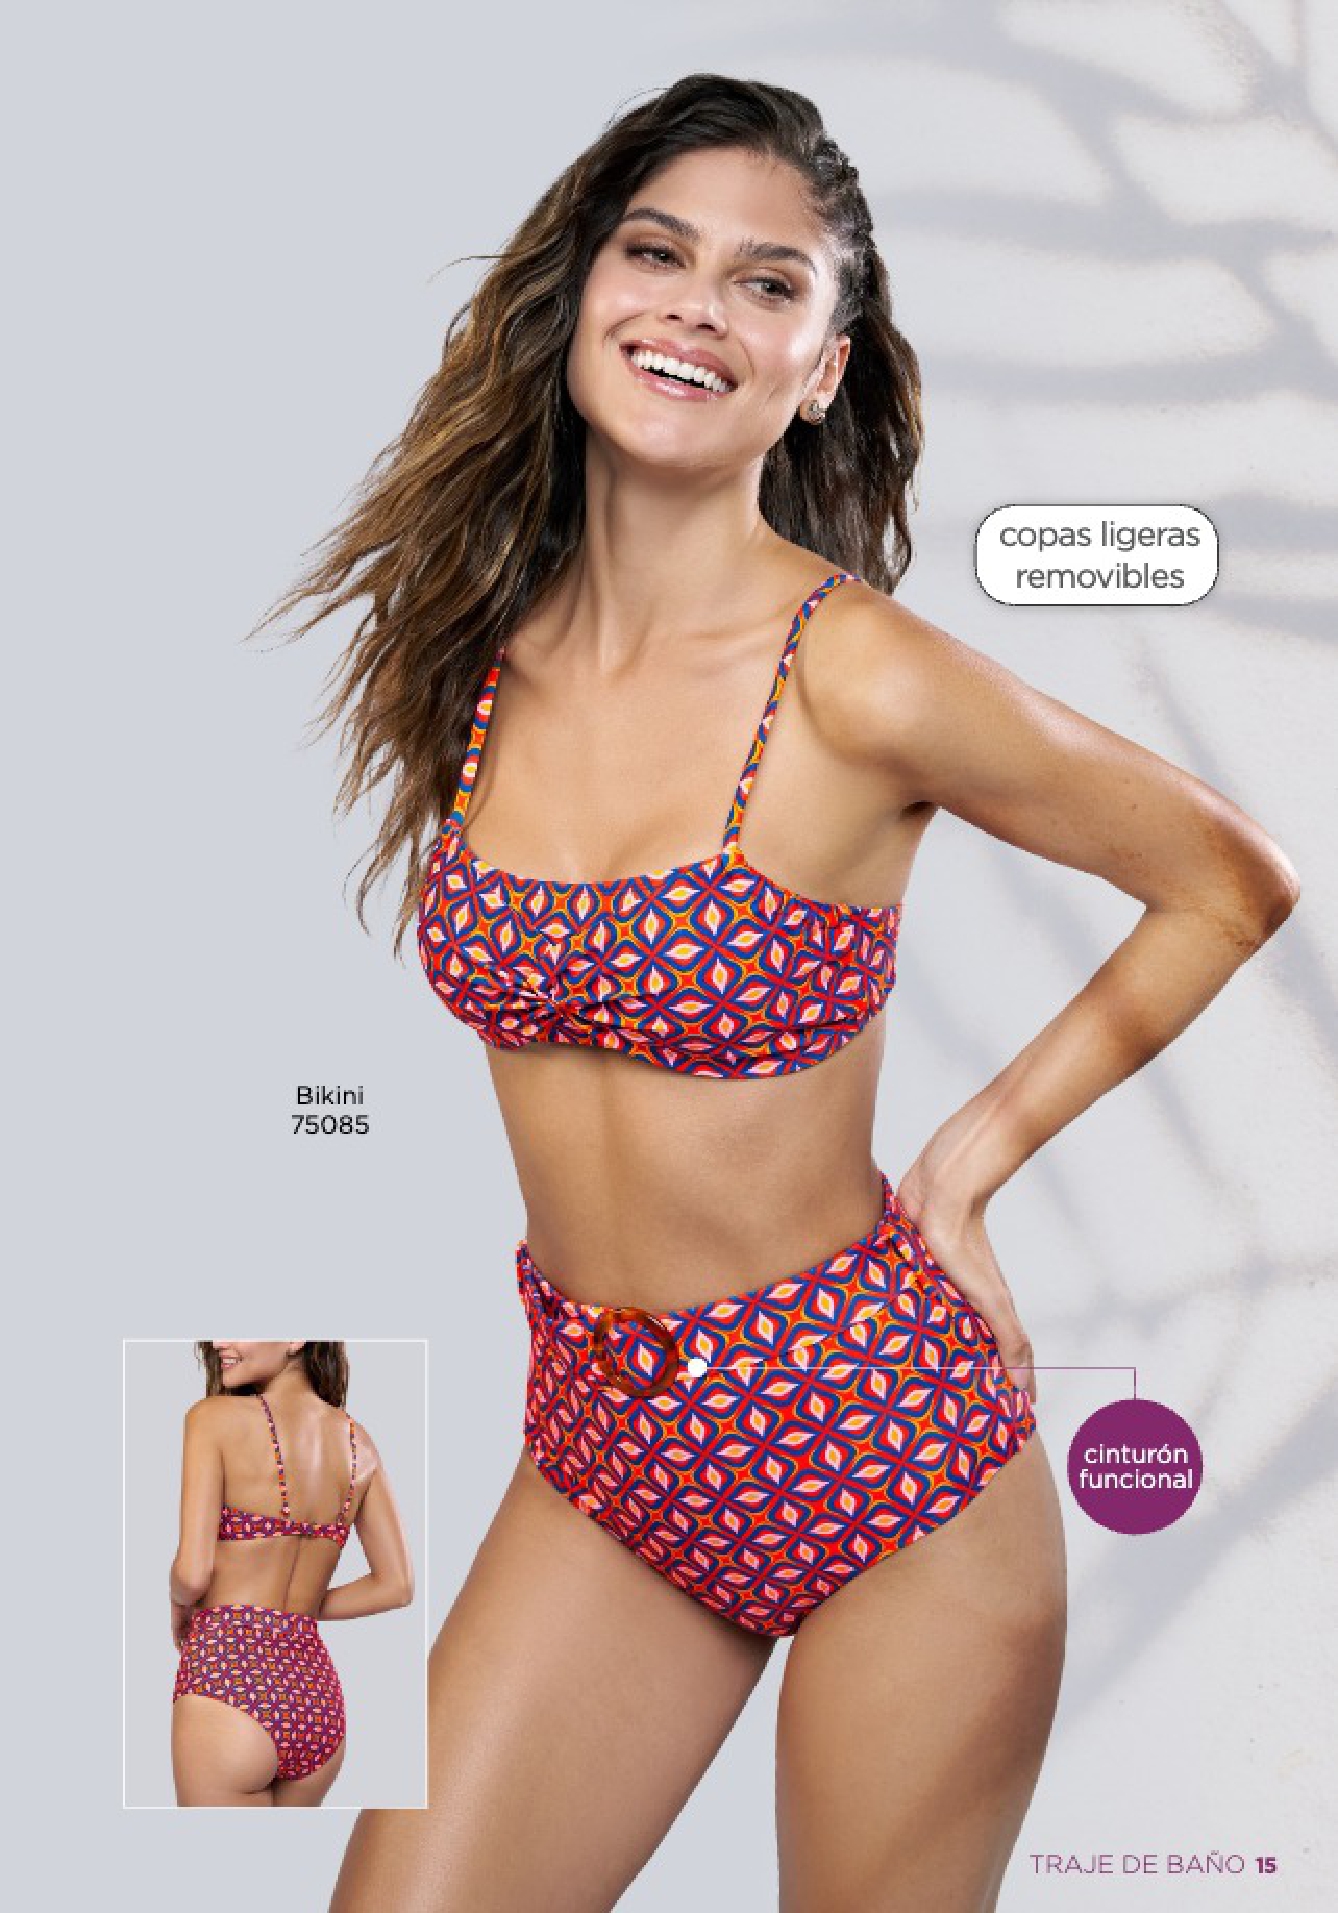 copas ligeras
removibles
Bikini
75085
cinturón
funcional
TRAJE DE BAÑO 15